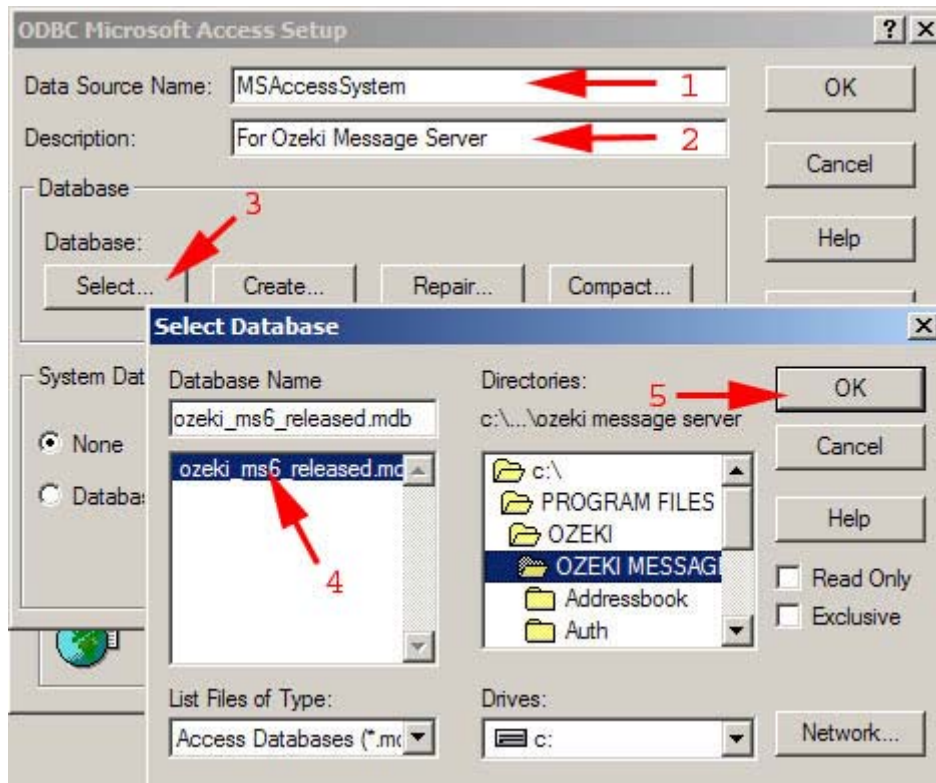 ODBC Microsoft Access Setup
Data Source Name: MSAccessSystem 1 OK
Description: For Ozeki Message Server 2
Cancel
Database
3
Database: Help
Select... Create... Repair... Compact...
Select Database
System Dat
None
Databa
Database Name
ozeki_ms6_released.mdb
ozeki_ms6_released.md
4
List Files of Type:
Access Databases (*.md
Directories:
c:\...\ozeki message server
c:\
PROGRAM FILES
OZEKI
OZEKI MESSAG
Addressbook
Auth
Drives:
c:
5 OK
Cancel
Help
Read Only
Exclusive
Network...